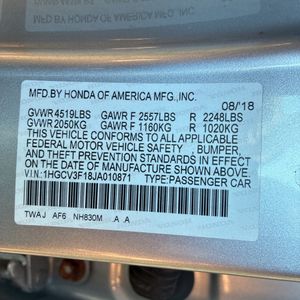 MFD BY HONDA OF AMERICA MFG.,INC.
08/'18
GVWR 4519LBS GAWR F 2557LBS R 2248LBS
GVWR 2050KG GAWR F 1160KG R 1020KG
THIS VEHICLE CONFORMS TO ALL APPLICABLE
FEDERAL MOTOR VEHICLE SAFETY, BUMPER,
AND THEFT PREVENTION STANDARDS IN EFFECT
ON THE DATE OF MANUFACTURE SHOWN ABOVE.
V.I.N.:1HGCV3F18JA010871 TYPE:PASSENGER CAR
TWAJ AF6 NH830M A A